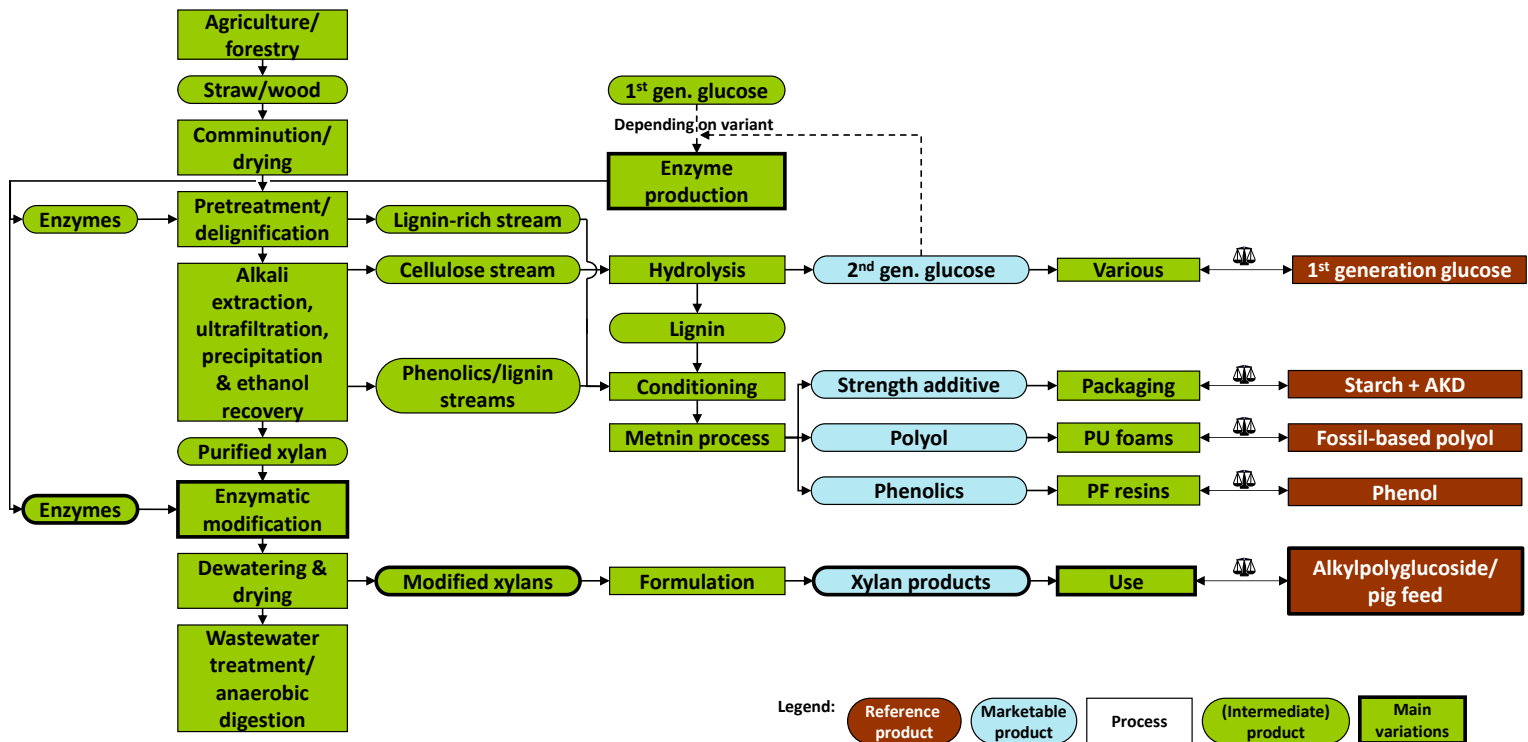 Agriculture/
forestry
Straw/wood
Comminution/
drying
1st gen. glucose
Depending on variant
Enzyme
production
Enzymes
Pretreatment/
delignification
Lignin-rich stream
Alkali
extraction,
ultrafiltration,
precipitation
& ethanol
recovery
Cellulose stream
Hydrolysis
2nd gen. glucose
Various
1st generation glucose
Lignin
Phenolics/lignin
streams
Conditioning
Strength additive
Packaging
Starch + AKD
Metnin process
Polyol
PU foams
Fossil-based polyol
Phenolics
PF resins
Phenol
Purified xylan
Enzymes
Enzymatic
modification
Dewatering &
drying
Modified xylans
Formulation
Xylan products
Use
Alkylpolyglucoside/
pig feed
Wastewater
treatment/
anaerobic
digestion
Legend:
Reference
product
Marketable
product
Process
(Intermediate)
product
Main
variations